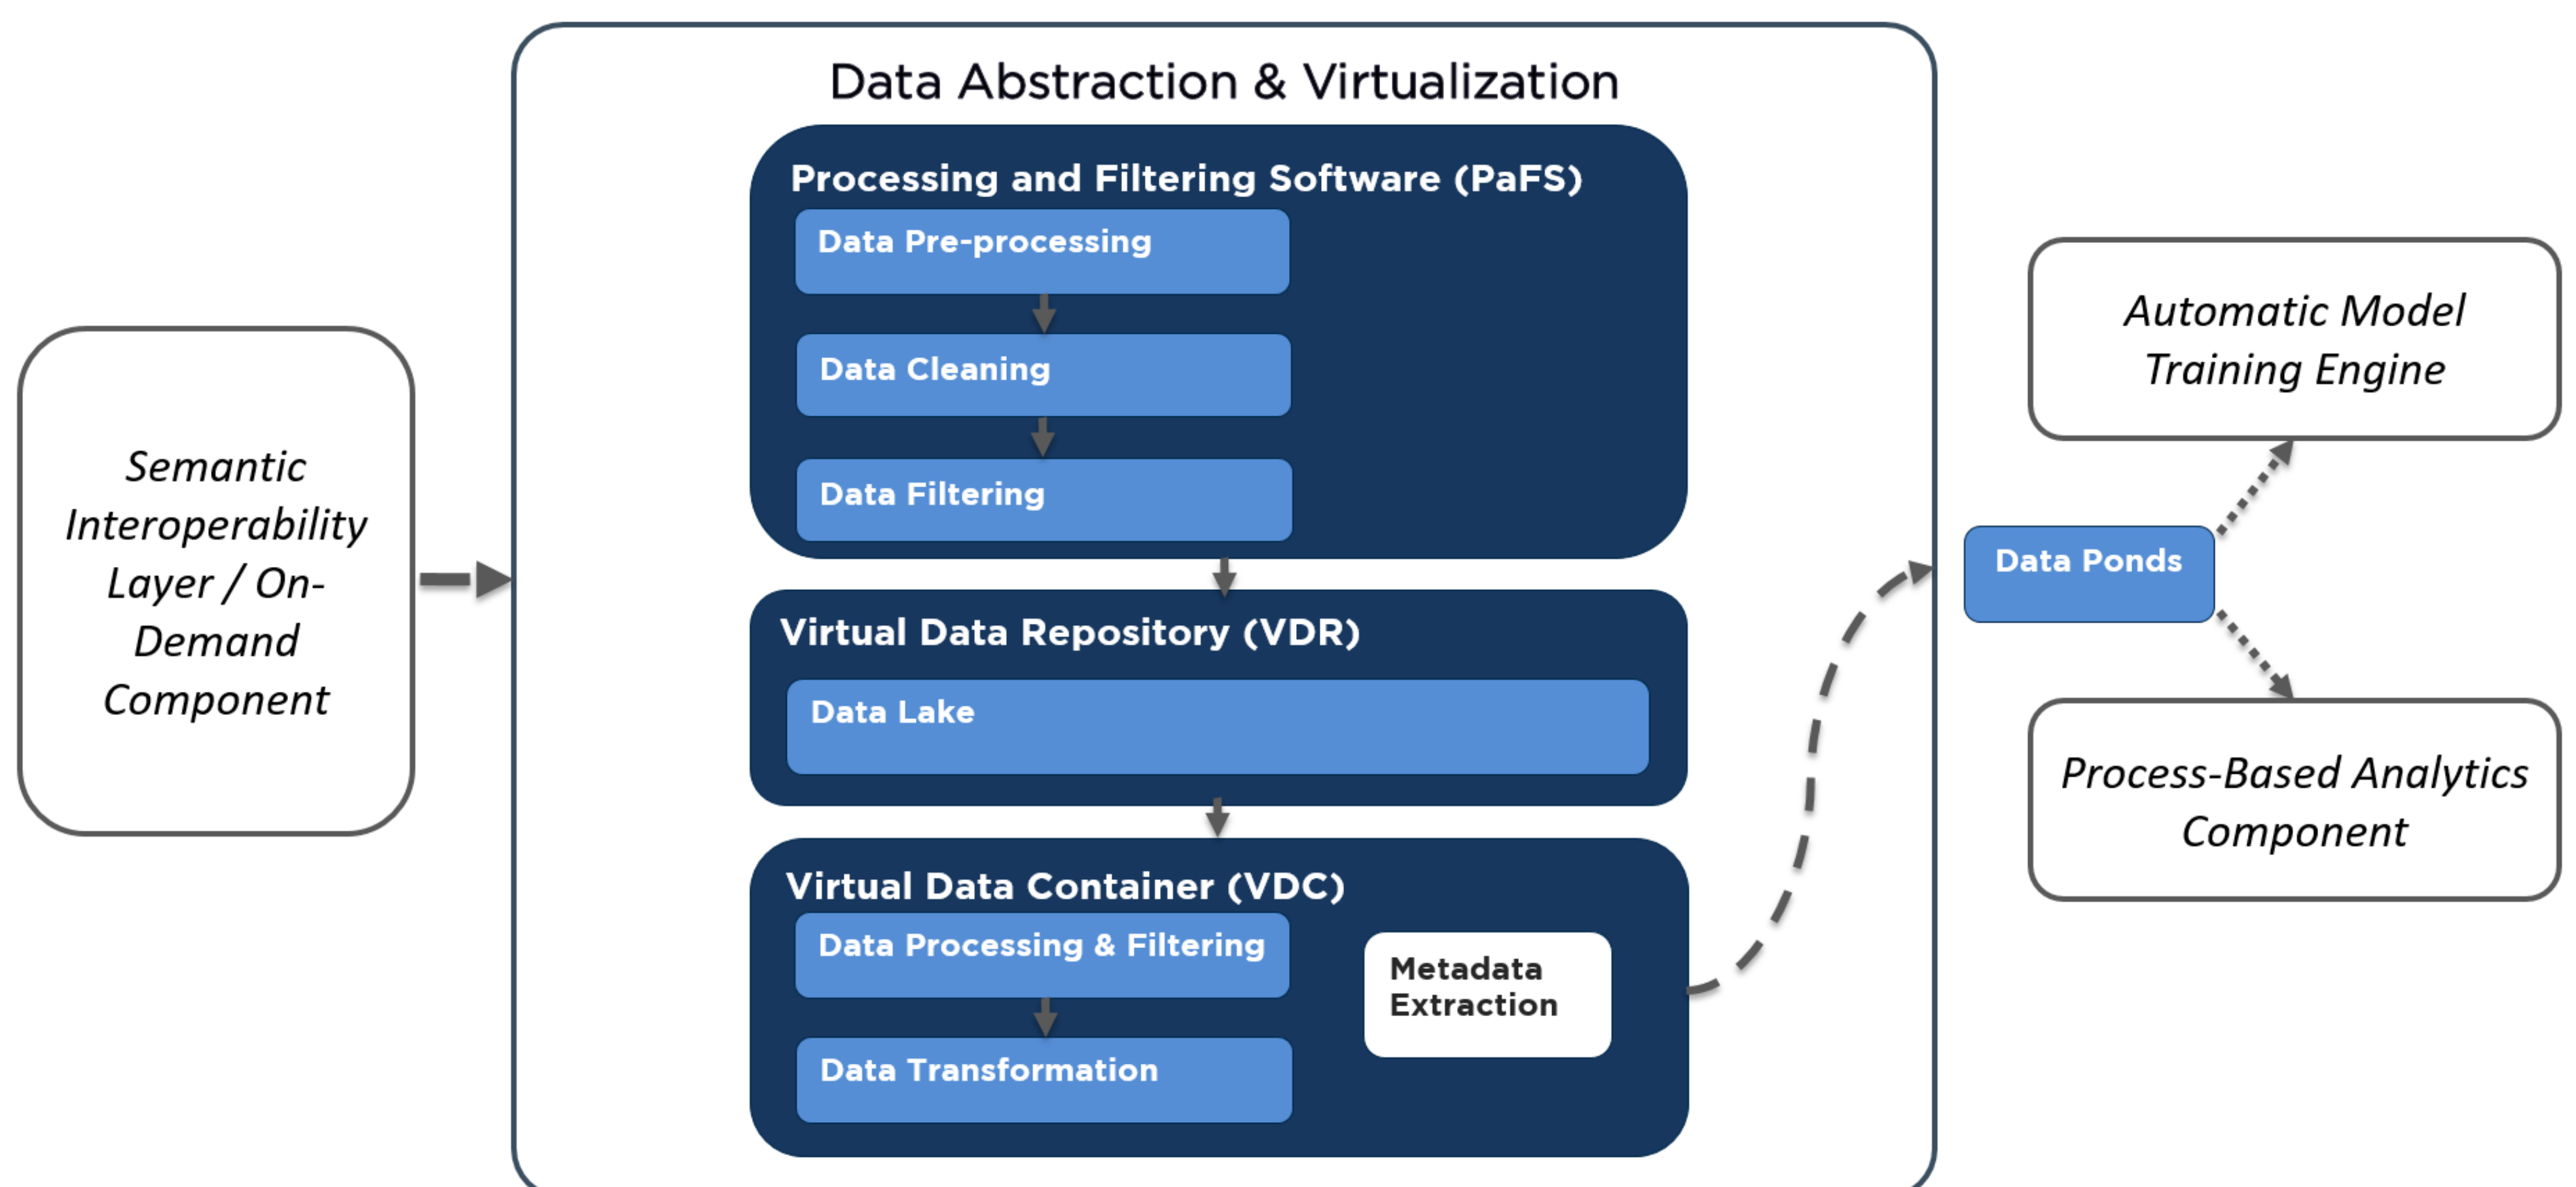 Data Abstraction & Virtualization
Semantic
Interoperability
Layer / On-
Demand
Component
Processing and Filtering Software (PaFS)
Data Pre-processing
Data Cleaning
Data Filtering
Virtual Data Repository (VDR)
Data Lake
Virtual Data Container (VDC)
Data Processing & Filtering
Data Transformation
Metadata
Extraction
Data Ponds
Automatic Model
Training Engine
Process-Based Analytics
Component